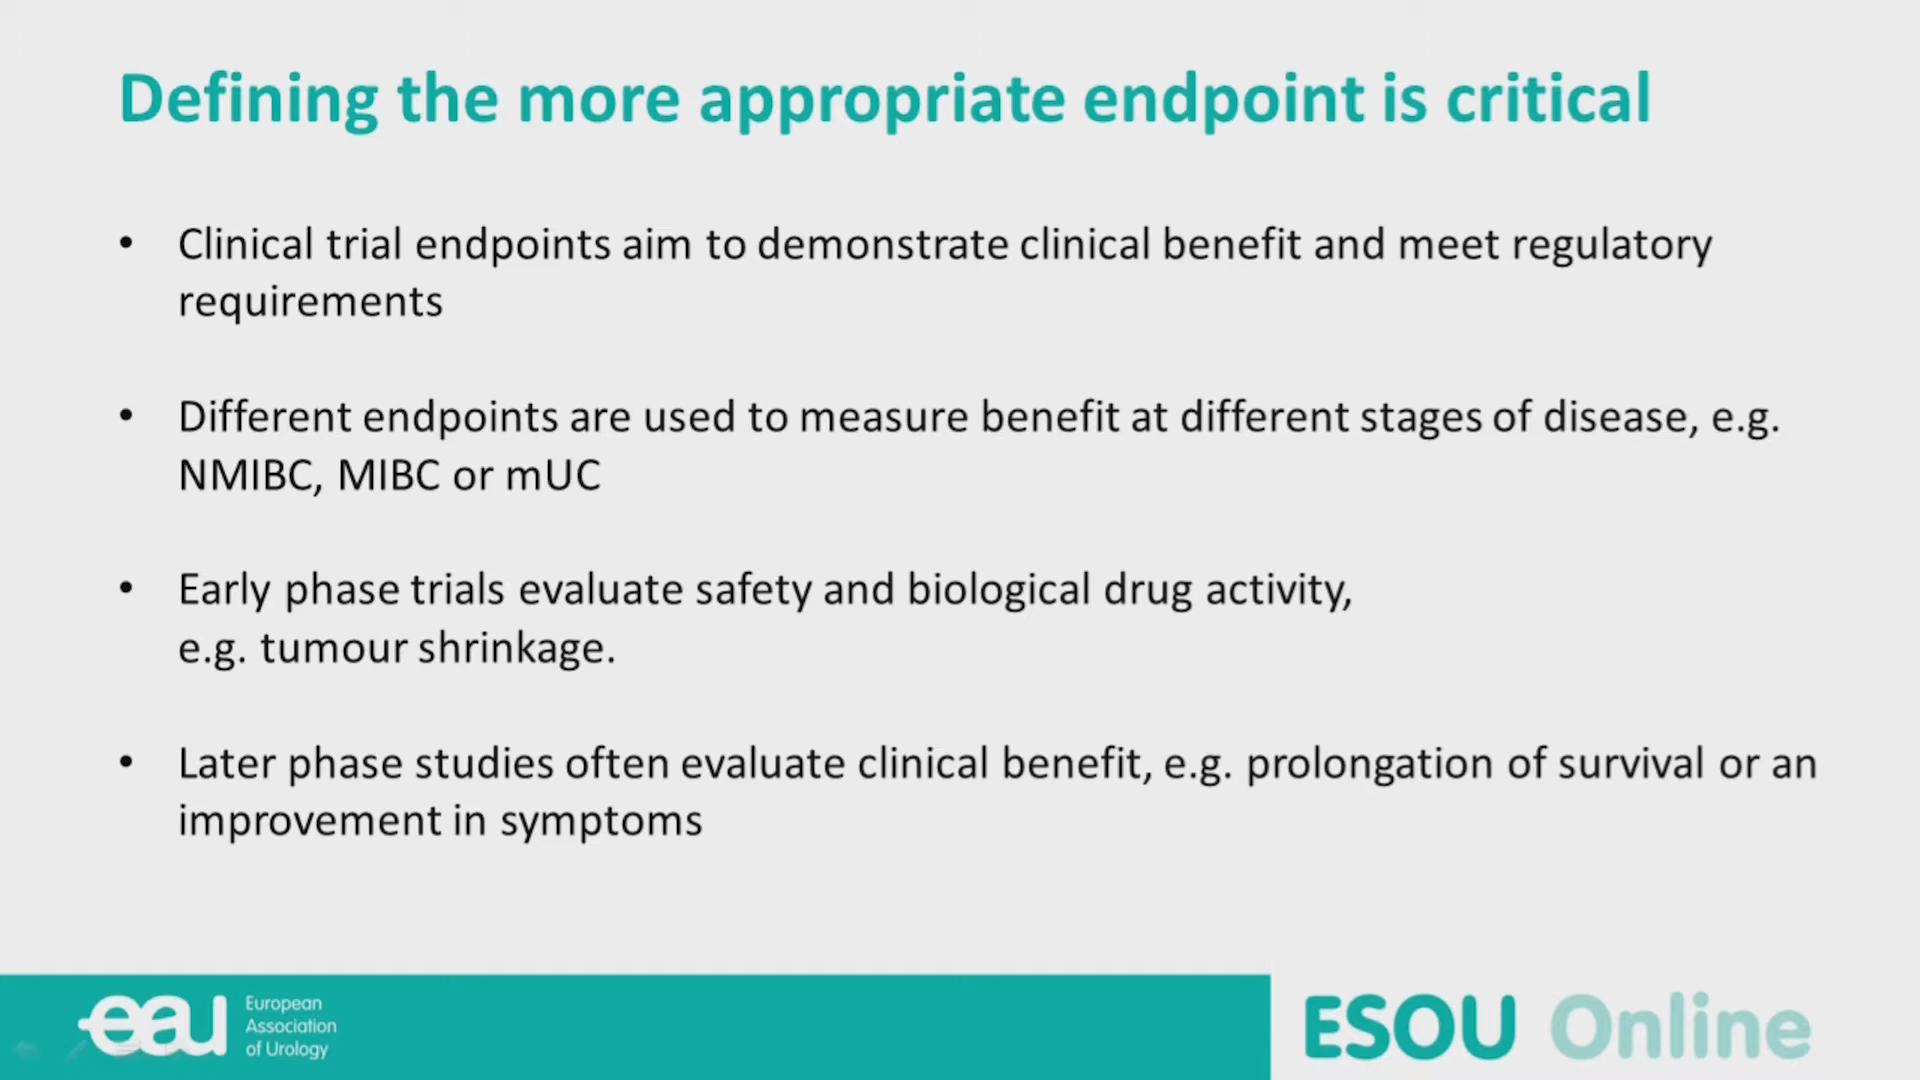 Defining the more appropriate endpoint is critical
• Clinical trial endpoints aim to demonstrate clinical benefit and meet regulatory
requirements
• Different endpoints are used to measure benefit at different stages of disease, e.g.
NMIBC, MIBC or mUC
• Early phase trials evaluate safety and biological drug activity,
e.g. tumour shrinkage.
• Later phase studies often evaluate clinical benefit, e.g. prolongation of survival or an
improvement in symptoms
eau
European
Association
of Urology
ESOU Online